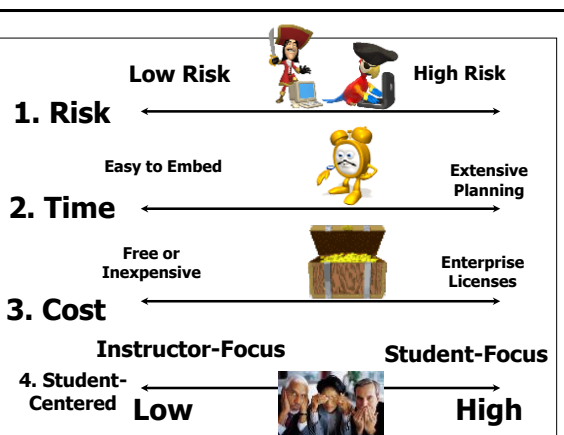 Low Risk
High Risk
1. Risk
Easy to Embed
Extensive
Planning
2. Time
Free or
Inexpensive
Enterprise
Licenses
3. Cost
Instructor-Focus
Student-Focus
4. Student-
Centered
Low
High